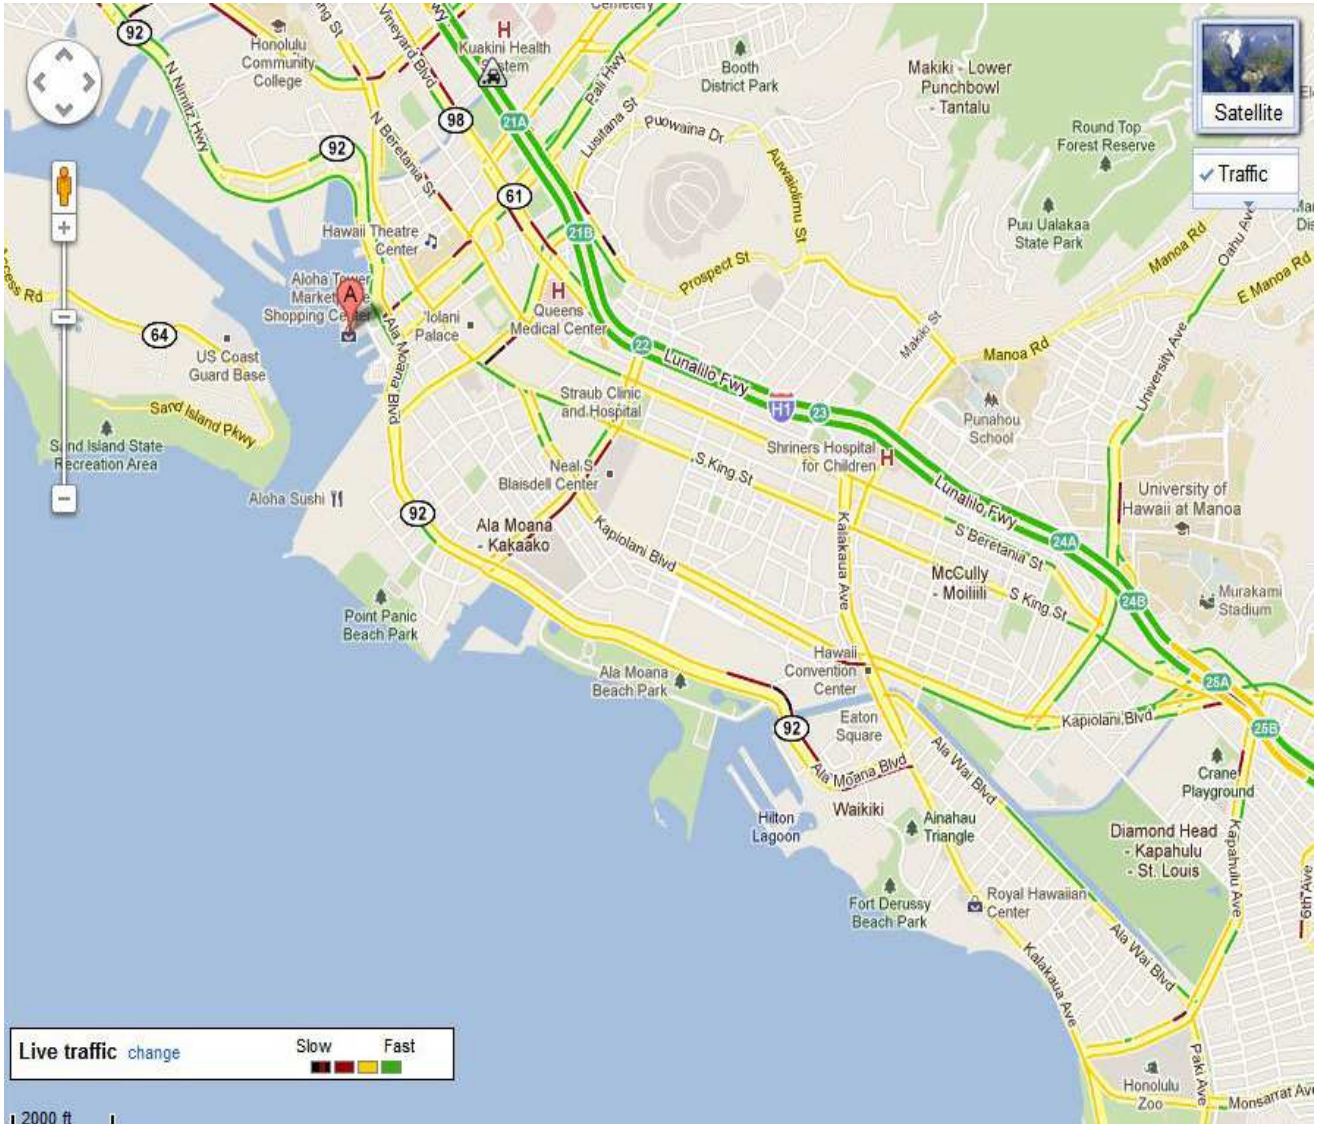 Cemetery
92
ng St
Vineyard Blvd
wy
H
Kuakini Health
System
Honolulu
Community
College
N Nimitz Hwy
Pali Hwy
Booth
District Park
Makiki - Lower
Punchbowl
- Tantalu
Satellite
Traffic
Round Top
Forest Reserve
98
21A
Lusitana St
Puowaina Dr
N Beretania St
92
Auwaiolimu St
61
21B
Puu Ualakaa
State Park
Manoa Rd
Oahu Ave
E Manoa Rd
Hawaii Theatre
Center
Prospect St
Aloha Tower
Marketplace
Shopping Center
A
H
Queens
Medical Center
'Iolani
Palace
cess Rd
64
US Coast
Guard Base
Ala Moana Blvd
22
Lunalilo Fwy
Makiki St
Manoa Rd
University Ave
Sand Island Pkwy
Sand Island State
Recreation Area
Straub Clinic
and Hospital
H1
23
Punahou
School
Shriners Hospital
for Children
H
S King St
Neal S
Blaisdell Center
Aloha Sushi
92
Ala Moana
- Kakaako
Kapiolani Blvd
Kalakaua Ave
Lunalilo Fwy
University of
Hawaii at Manoa
24A
S Beretania St
McCully
- Moiliili
S King St
24B
Murakami
Stadium
Point Panic
Beach Park
Ala Moana
Beach Park
Hawaii
Convention
Center
25A
Kapiolani Blvd
25B
92
Eaton
Square
Ala Moana Blvd
Ala Wai Blvd
Waikiki
Crane
Playground
Hilton
Lagoon
Ainahau
Triangle
Diamond Head
- Kapahulu
- St. Louis
Kapahulu Ave
6th Ave
Fort Derussy
Beach Park
Royal Hawaiian
Center
Ala Wai Blvd
Kalakaua Ave
Live traffic change
Slow Fast
Honolulu
Zoo
Paki Ave
Monsarrat Av
2000 ft